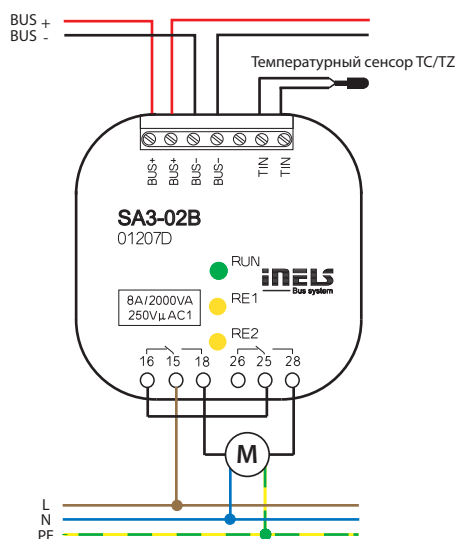 BUS +
BUS -
Температурный сенсор TC/TZ
BUS+ BUS+ BUS- BUS- TIN TIN
SA3-02B
01207D
RUN
iNELS
Bus system
RE1
8A/2000VA
250Vµ AC1
RE2
16 15 18 26 25 28
M
L
N
PE